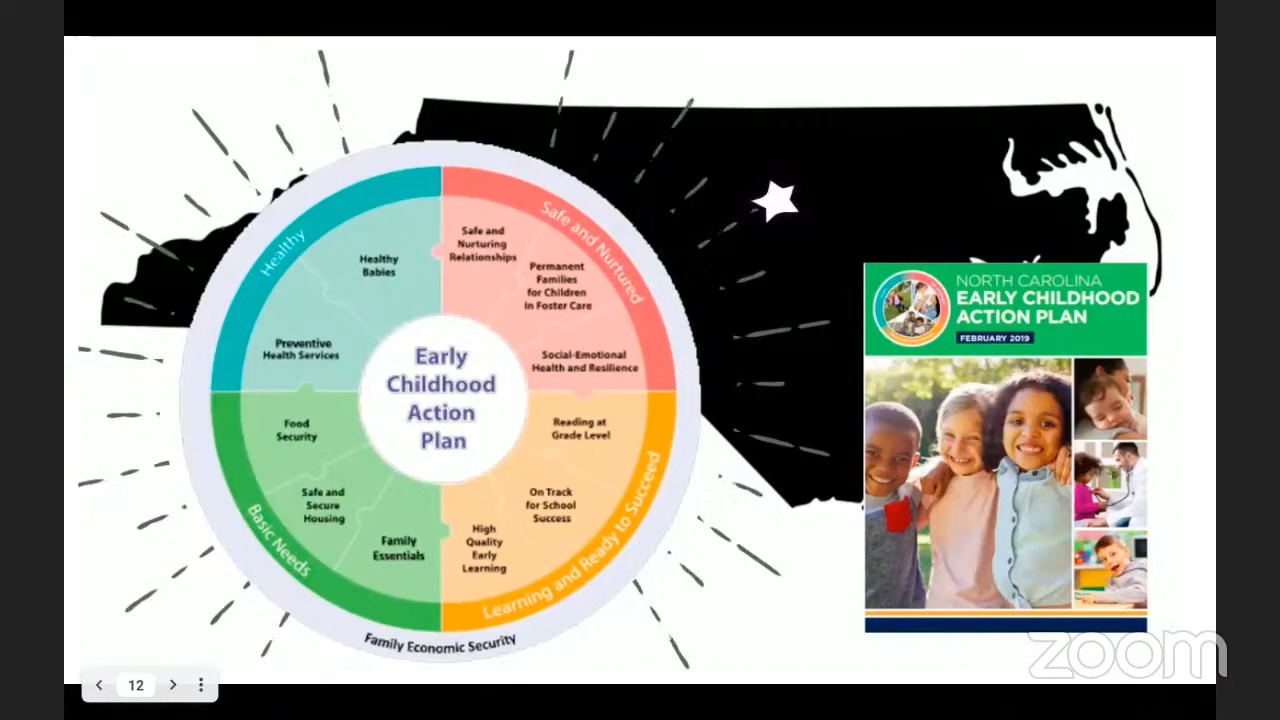 Healthy
Healthy
Babies
Preventive
Health Services
Safe and Nurtured
Safe and
Nurturing
Relationships
Permanent
Families
for Children
in Foster Care
Social-Emotional
Health and Resilience
Early
Childhood
Action
Plan
Food
Security
Safe and
Secure
Housing
Family
Essentials
Basic Needs
Reading at
Grade Level
On Track
for School
Success
High
Quality
Early
Learning
Learning and Ready to Succeed
Family Economic Security
NORTH CAROLINA
EARLY CHILDHOOD
ACTION PLAN
FEBRUARY 2019
zoom
12